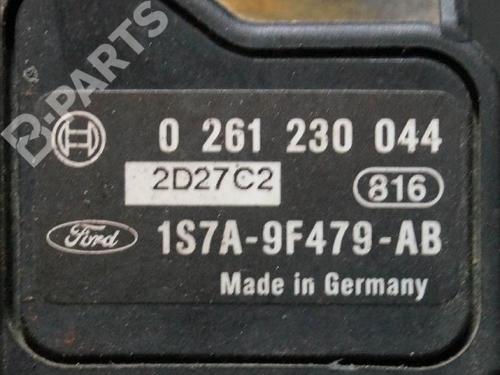 B-PARTS
0 261 230 044
2D27C2
816
Ford
1S7A-9F479-AB
Made in Germany